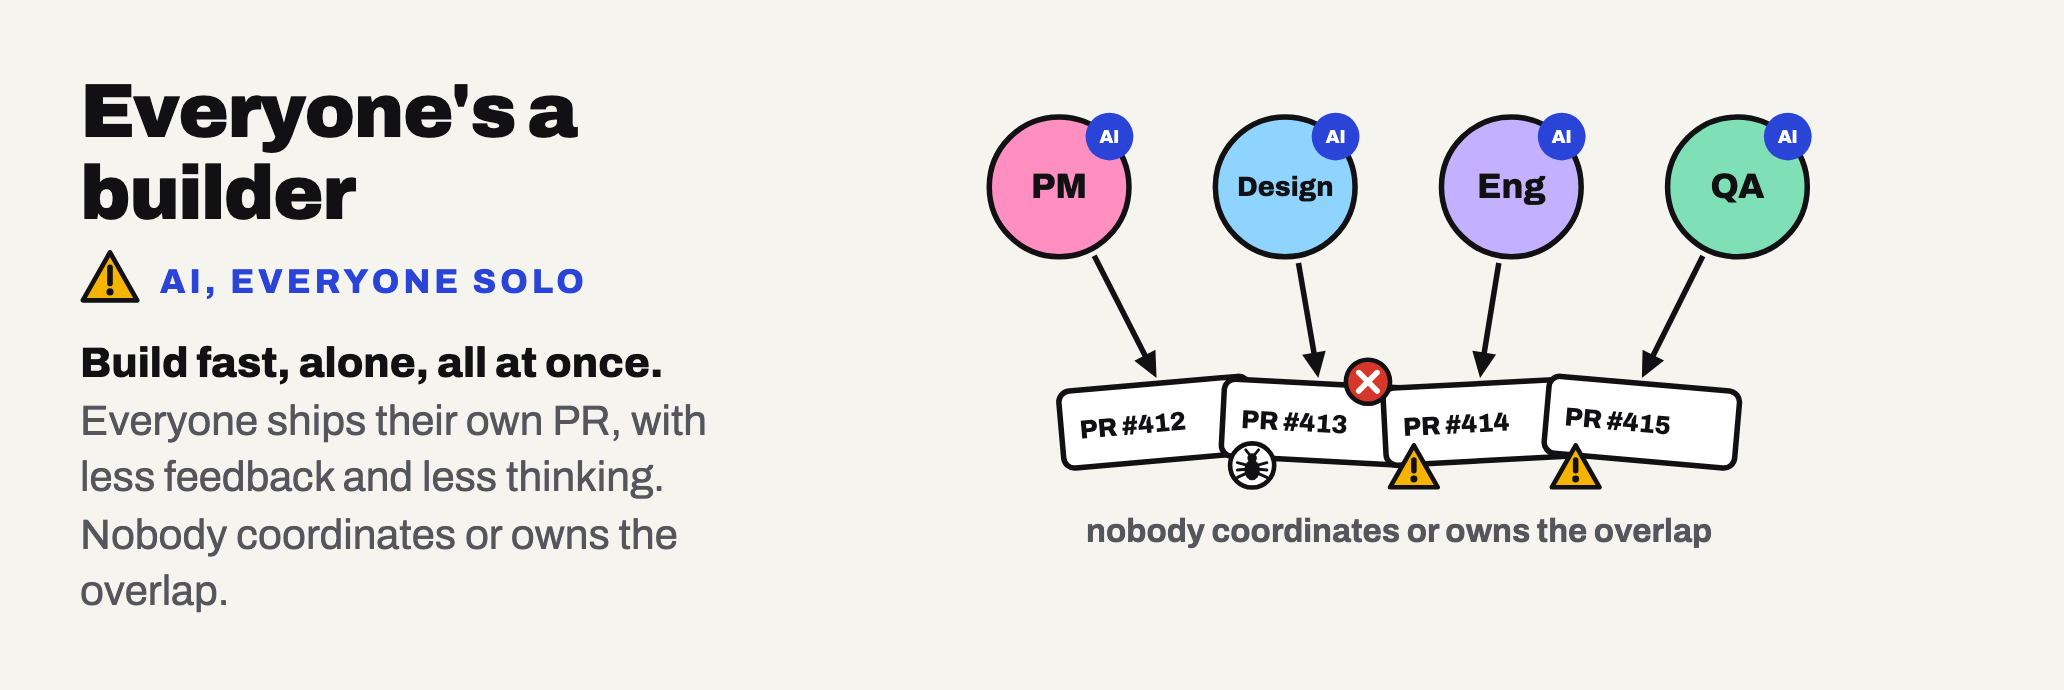 Everyone's a
builder
AI, EVERYONE SOLO
Build fast, alone, all at once.
Everyone ships their own PR, with
less feedback and less thinking.
Nobody coordinates or owns the
overlap.
PM
AI
Design
AI
Eng
AI
QA
AI
PR #412
PR #413
PR #414
PR #415
nobody coordinates or owns the overlap